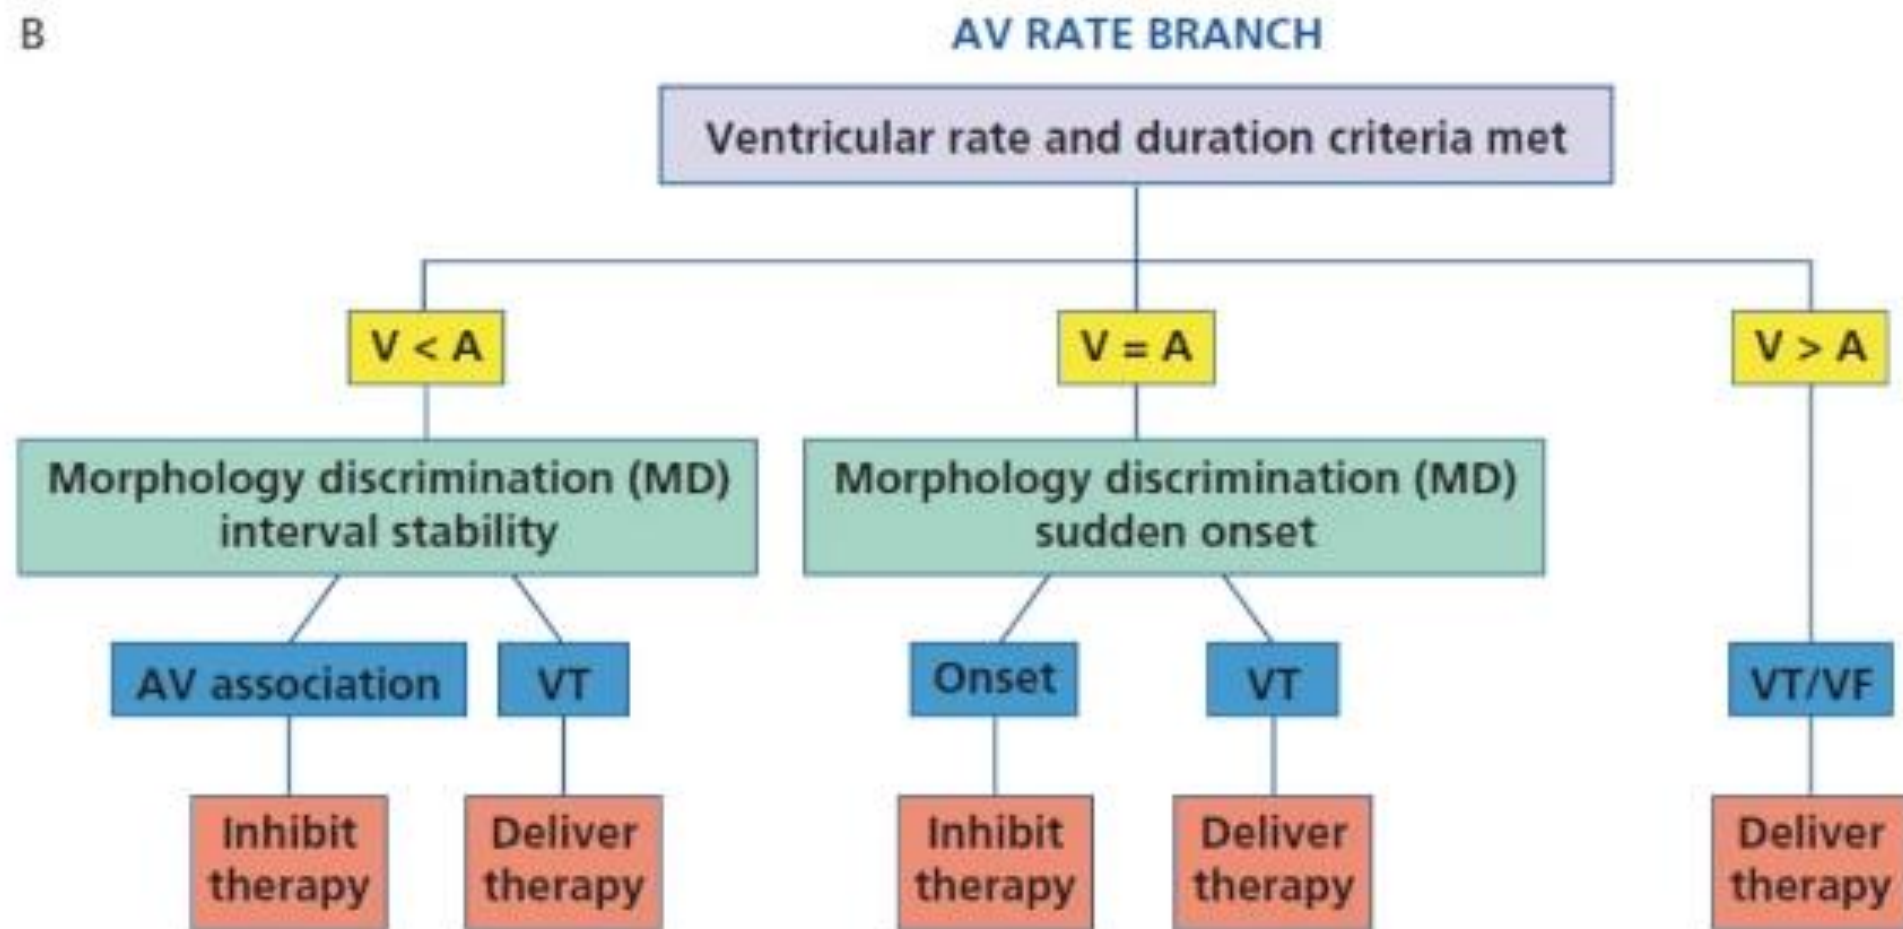 B
AV RATE BRANCH
Ventricular rate and duration criteria met
V < A
V = A
V > A
Morphology discrimination (MD)
interval stability
Morphology discrimination (MD)
sudden onset
AV association
VT
Onset
VT
VT/VF
Inhibit
therapy
Deliver
therapy
Inhibit
therapy
Deliver
therapy
Deliver
therapy